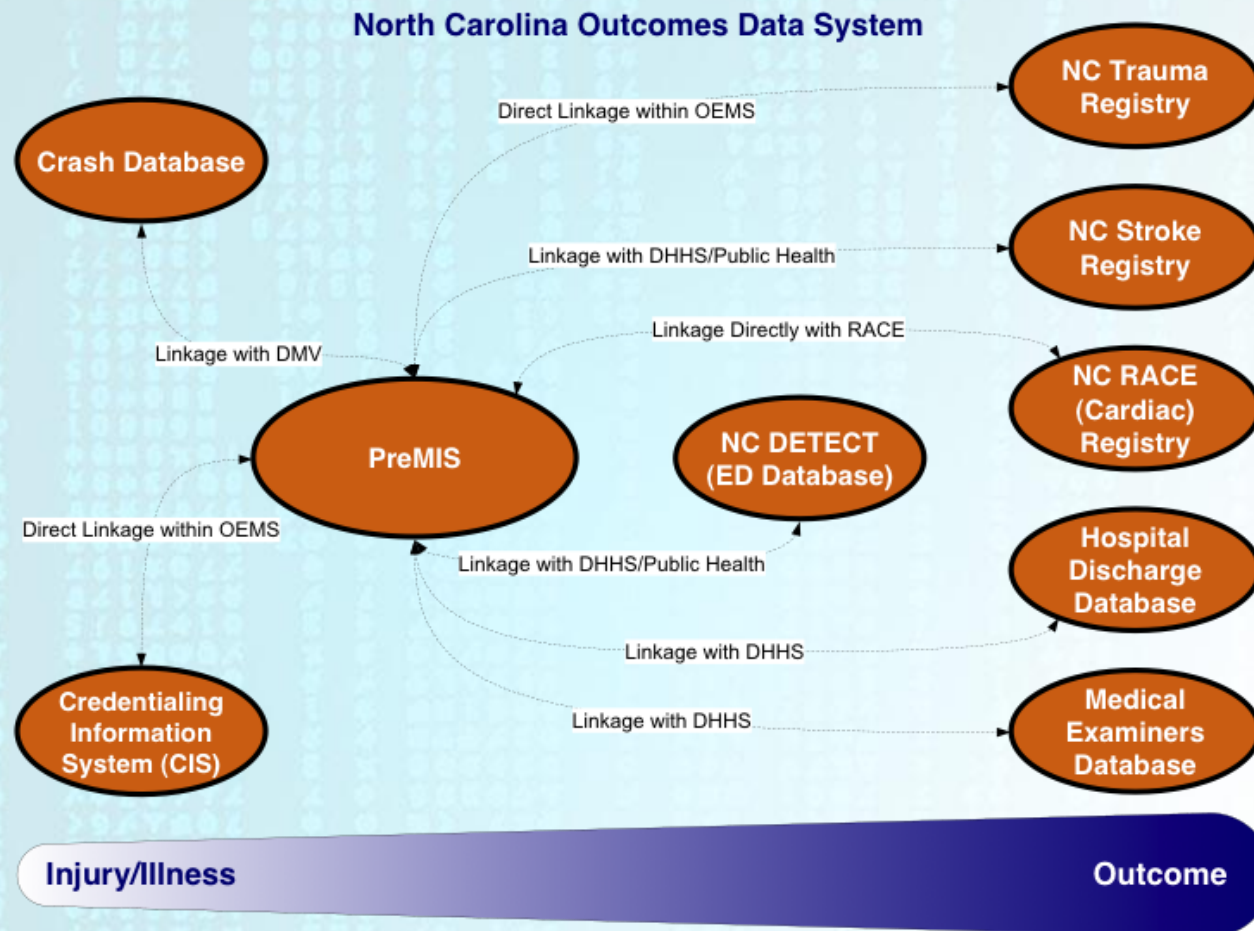 North Carolina Outcomes Data System
NC Trauma
Registry
Direct Linkage within OEMS
Crash Database
NC Stroke
Registry
Linkage with DHHS/Public Health
Linkage Directly with RACE
Linkage with DMV
NC RACE
(Cardiac)
Registry
PreMIS
NC DETECT
(ED Database)
Direct Linkage within OEMS
Linkage with DHHS/Public Health
Hospital
Discharge
Database
Linkage with DHHS
Credentialing
Information
System (CIS)
Linkage with DHHS
Medical
Examiners
Database
Injury/Illness
Outcome